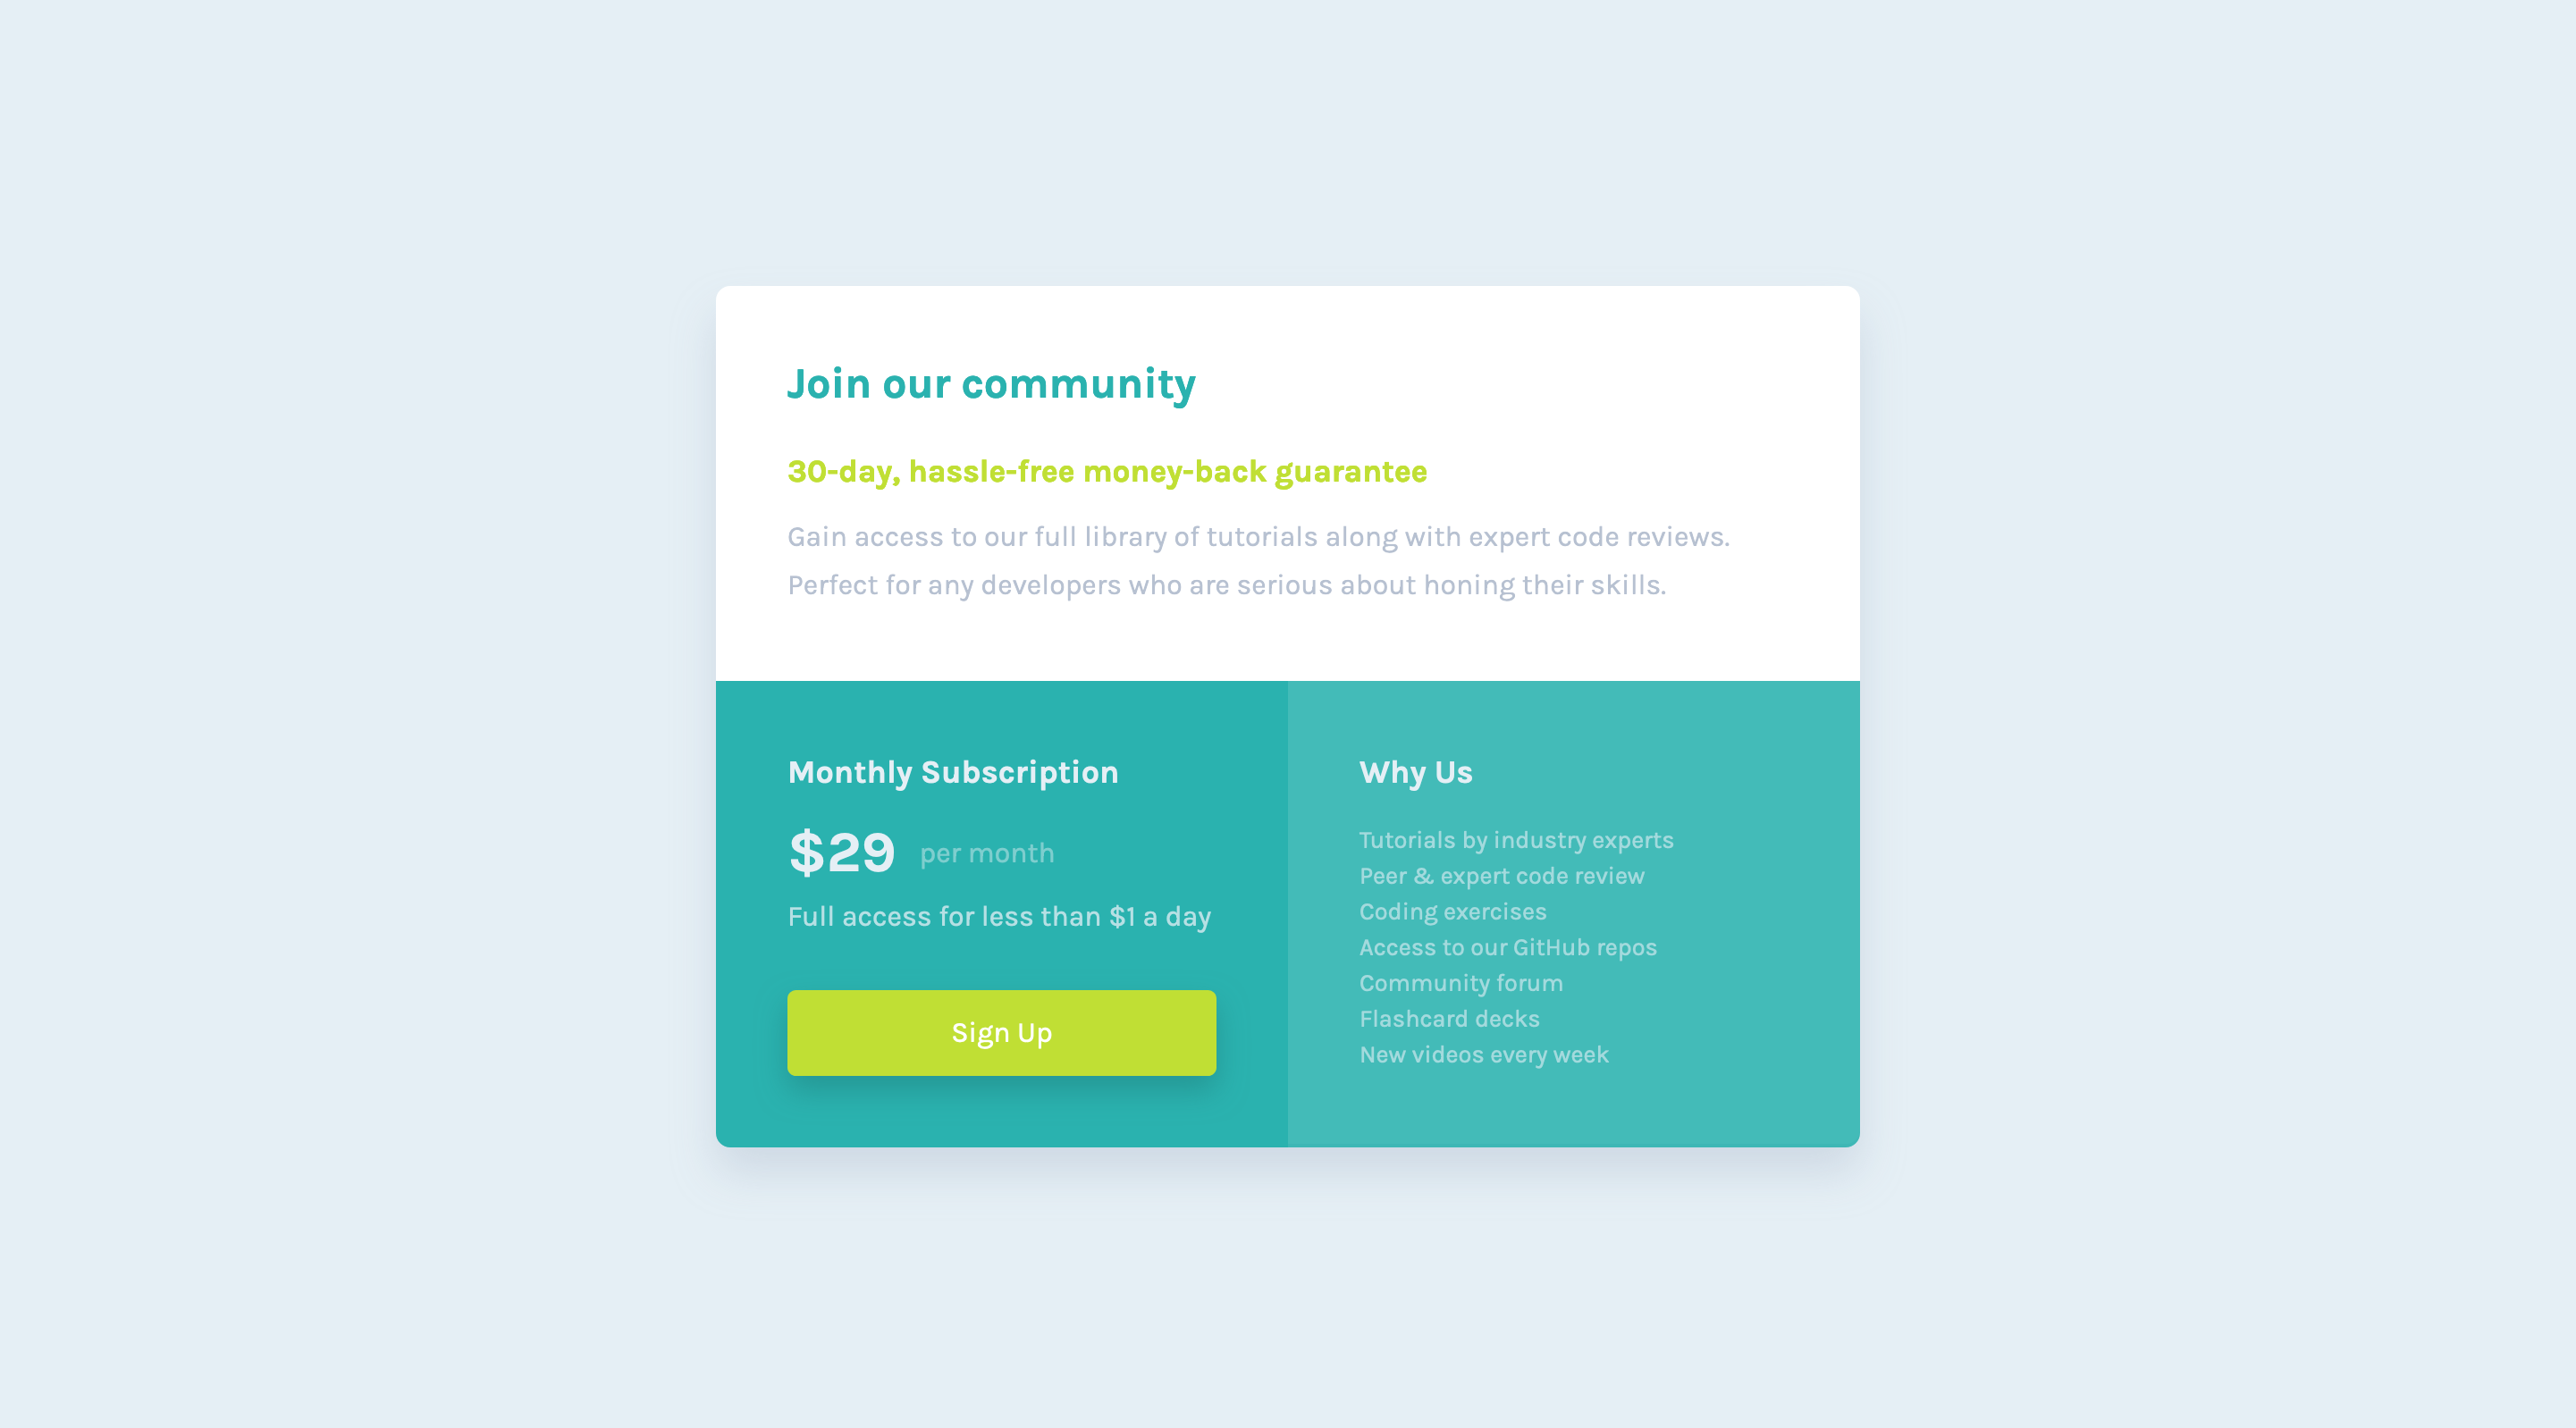 Join our community
30-day, hassle-free money-back guarantee
Gain access to our full library of tutorials along with expert code reviews.
Perfect for any developers who are serious about honing their skills.
Monthly Subscription
$29 per month
Full access for less than $1 a day
Sign Up
Why Us
Tutorials by industry experts
Peer & expert code review
Coding exercises
Access to our GitHub repos
Community forum
Flashcard decks
New videos every week